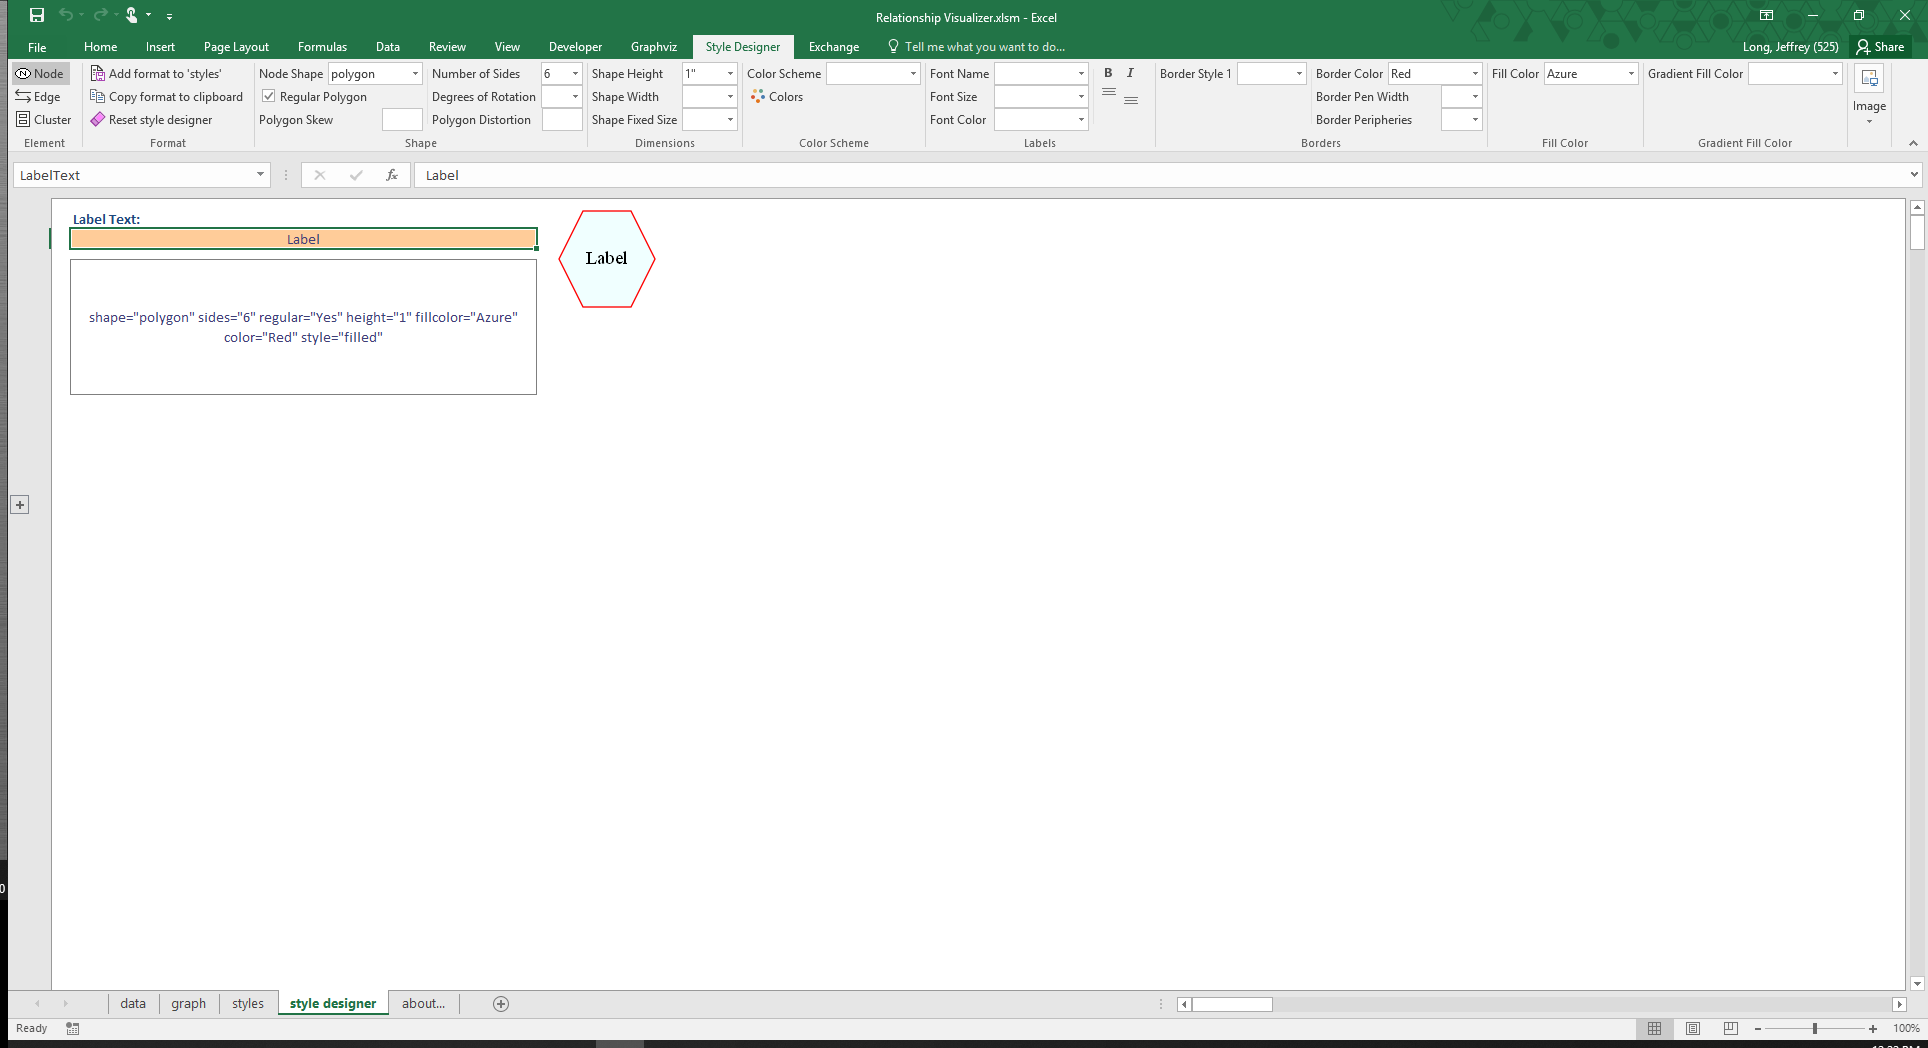 Relationship Visualizer.xlsm - Excel
File Home Insert Page Layout Formulas Data Review View Developer Graphviz Style Designer Exchange Tell me what you want to do... Long, Jeffrey (525) Share
Node Add format to 'styles' Node Shape polygon Number of Sides 6 Shape Height 1" Color Scheme Font Name B I Border Style 1 Border Color Red Fill Color Azure Gradient Fill Color
Edge Copy format to clipboard Regular Polygon Degrees of Rotation Shape Width Colors Font Size Border Pen Width Image
Cluster Reset style designer Polygon Skew Polygon Distortion Shape Fixed Size Font Color Border Peripheries
Element Format Shape Dimensions Color Scheme Labels Borders Fill Color Gradient Fill Color
LabelText fx Label
Label Text:
Label
Label
shape="polygon" sides="6" regular="Yes" height="1" fillcolor="Azure"
color="Red" style="filled"
data graph styles style designer about...
Ready 100%